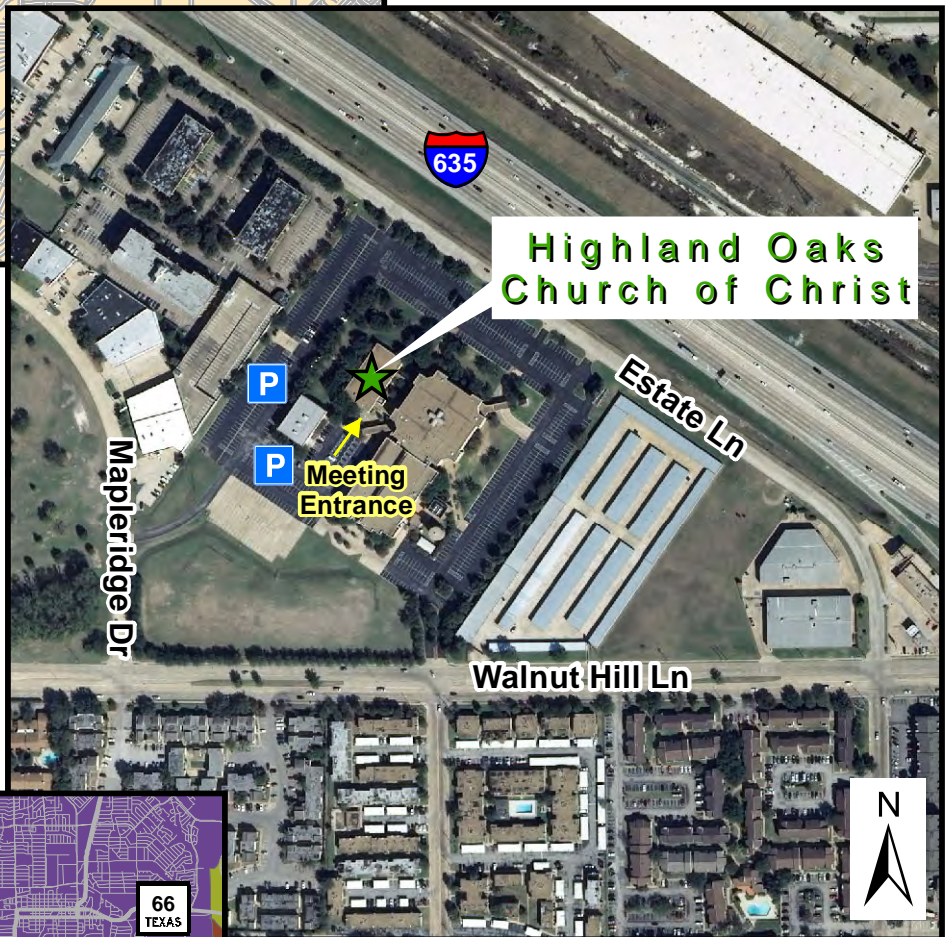 635
Highland Oaks
Church of Christ
Estate Ln
P
P
Meeting
Entrance
Mapleridge Dr
Walnut Hill Ln
N
66
TEXAS